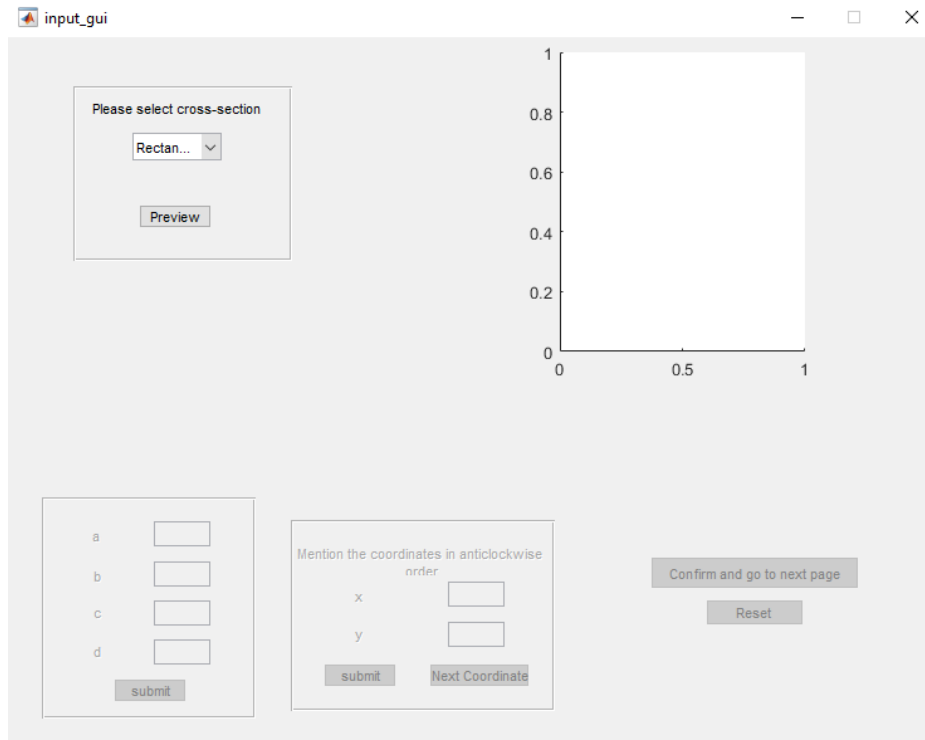 input_gui
Please select cross-section
Rectan...
Preview
1
0.8
0.6
0.4
0.2
0
0
0.5
1
a
b
c
d
submit
Mention the coordinates in anticlockwise
order
x
y
submit
Next Coordinate
Confirm and go to next page
Reset